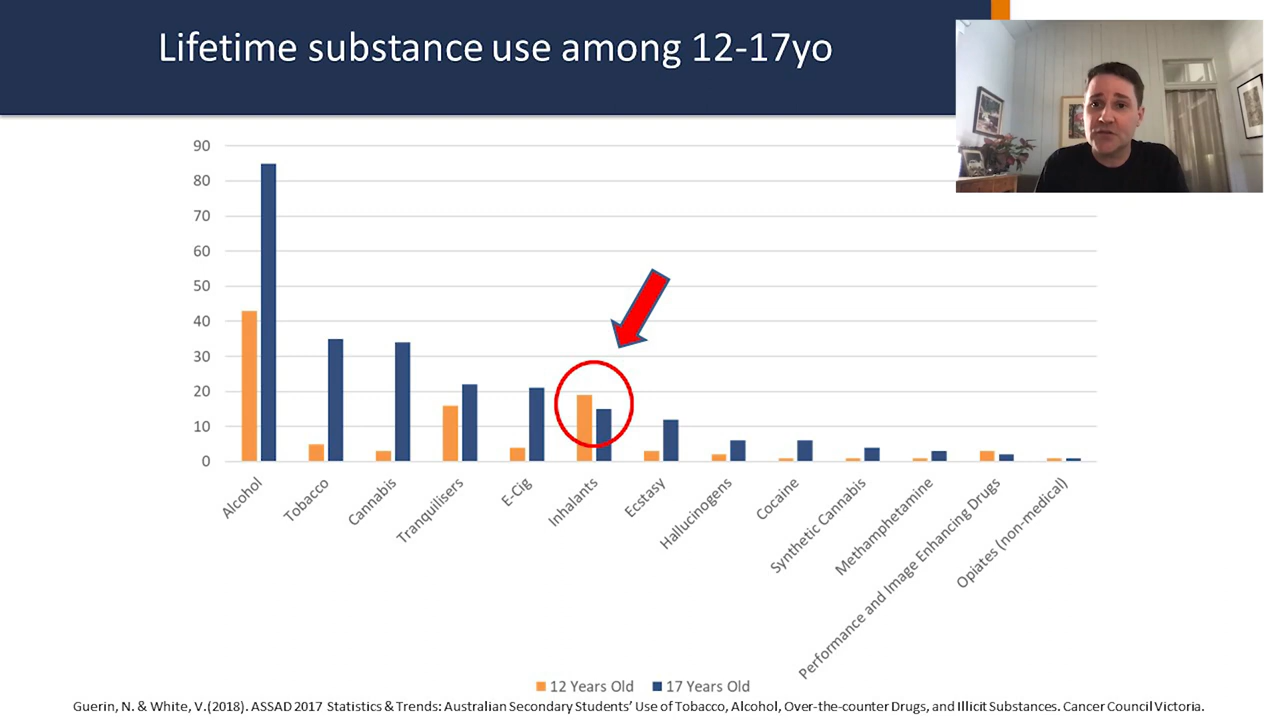 Lifetime substance use among 12-17yo
90
80
70
60
50
40
30
20
10
0
Alcohol
Tobacco
Cannabis
Tranquilisers
E-Cig
Inhalants
Ecstasy
Hallucinogens
Cocaine
Synthetic Cannabis
Methamphetamine
Performance and Image Enhancing Drugs
Opiates (non-medical)
12 Years Old 17 Years Old
Guerin, N. & White, V.(2018). ASSAD 2017 Statistics & Trends: Australian Secondary Students’ Use of Tobacco, Alcohol, Over-the-counter Drugs, and Illicit Substances. Cancer Council Victoria.